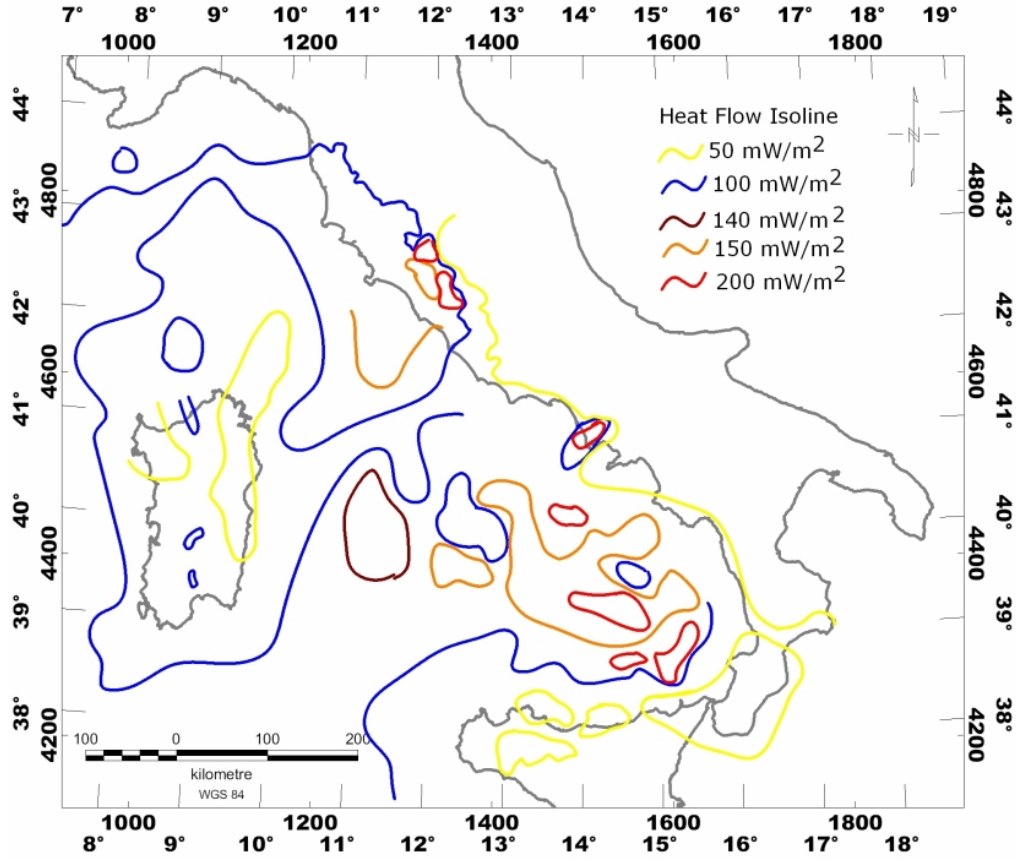 7° 8° 9° 10° 11° 12° 13° 14° 15° 16° 17° 18° 19°
1000 1200 1400 1600 1800
44° 44°
Heat Flow Isoline
50 mW/m²
100 mW/m²
140 mW/m²
150 mW/m²
200 mW/m²
N
43° 4800 4800 43°
42° 42°
4600 4600
41° 41°
40° 40°
4400 4400
39° 39°
38° 38°
4200 4200
100 0 100 200
kilometre
WGS 84
1000 1200 1400 1600 1800
8° 9° 10° 11° 12° 13° 14° 15° 16° 17° 18°